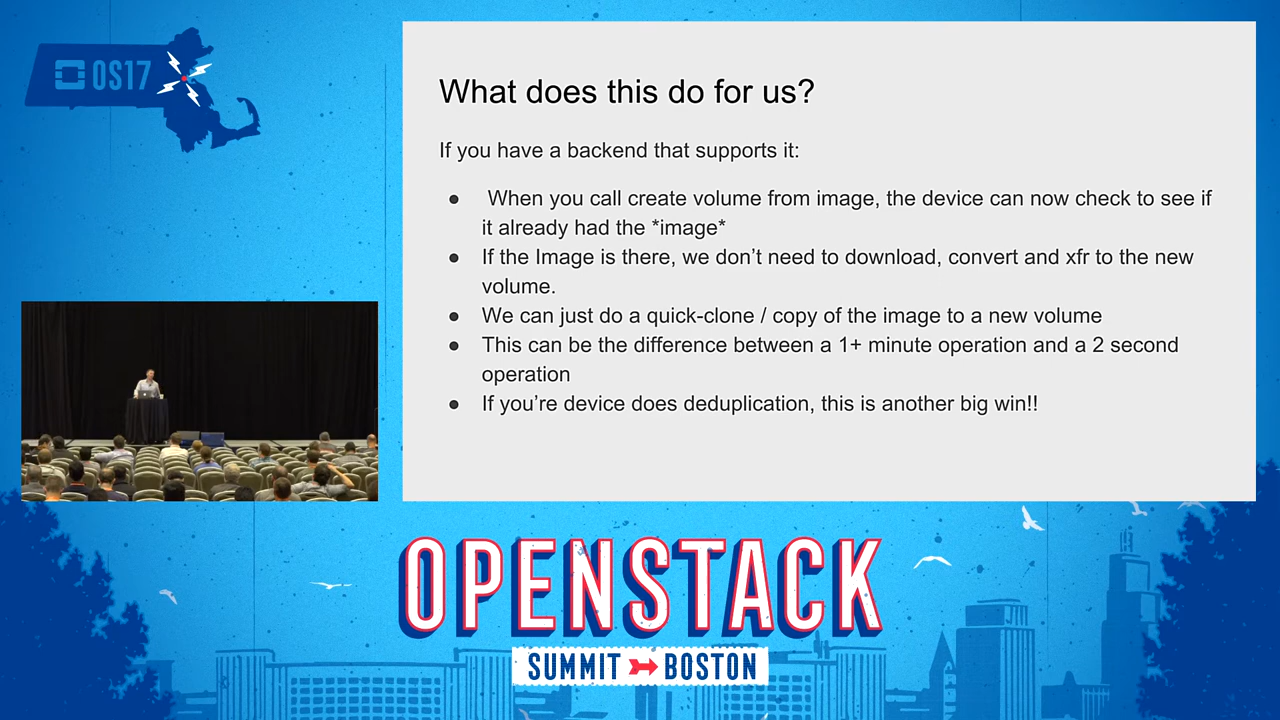 OS17
What does this do for us?
If you have a backend that supports it:
● When you call create volume from image, the device can now check to see if
it already had the *image*
● If the Image is there, we don’t need to download, convert and xfr to the new
volume.
● We can just do a quick-clone / copy of the image to a new volume
● This can be the difference between a 1+ minute operation and a 2 second
operation
● If you’re device does deduplication, this is another big win!!
OPENSTACK
SUMMIT BOSTON